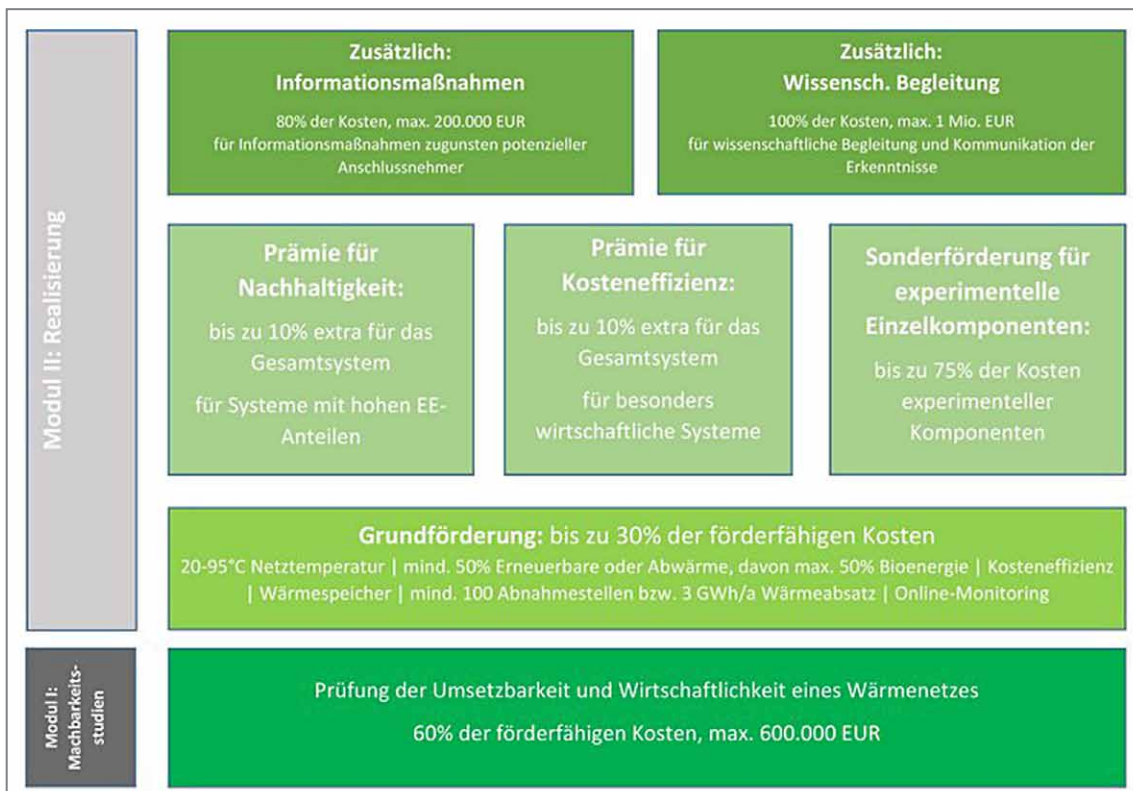 Modul II: Realisierung
Zusätzlich:
Informationsmaßnahmen
80% der Kosten, max. 200.000 EUR
für Informationsmaßnahmen zugunsten potenzieller
Anschlussnehmer
Zusätzlich:
Wissensch. Begleitung
100% der Kosten, max. 1 Mio. EUR
für wissenschaftliche Begleitung und Kommunikation der
Erkenntnisse
Prämie für
Nachhaltigkeit:
bis zu 10% extra für das
Gesamtsystem
für Systeme mit hohen EE-
Anteilen
Prämie für
Kosteneffizienz:
bis zu 10% extra für das
Gesamtsystem
für besonders
wirtschaftliche Systeme
Sonderförderung für
experimentelle
Einzelkomponenten:
bis zu 75% der Kosten
experimenteller
Komponenten
Grundförderung: bis zu 30% der förderfähigen Kosten
20-95°C Netztemperatur | mind. 50% Erneuerbare oder Abwärme, davon max. 50% Bioenergie | Kosteneffizienz
| Wärmespeicher | mind. 100 Abnahmestellen bzw. 3 GWh/a Wärmeabsatz | Online-Monitoring
Modul I:
Machbarkeits-
studien
Prüfung der Umsetzbarkeit und Wirtschaftlichkeit eines Wärmenetzes
60% der förderfähigen Kosten, max. 600.000 EUR